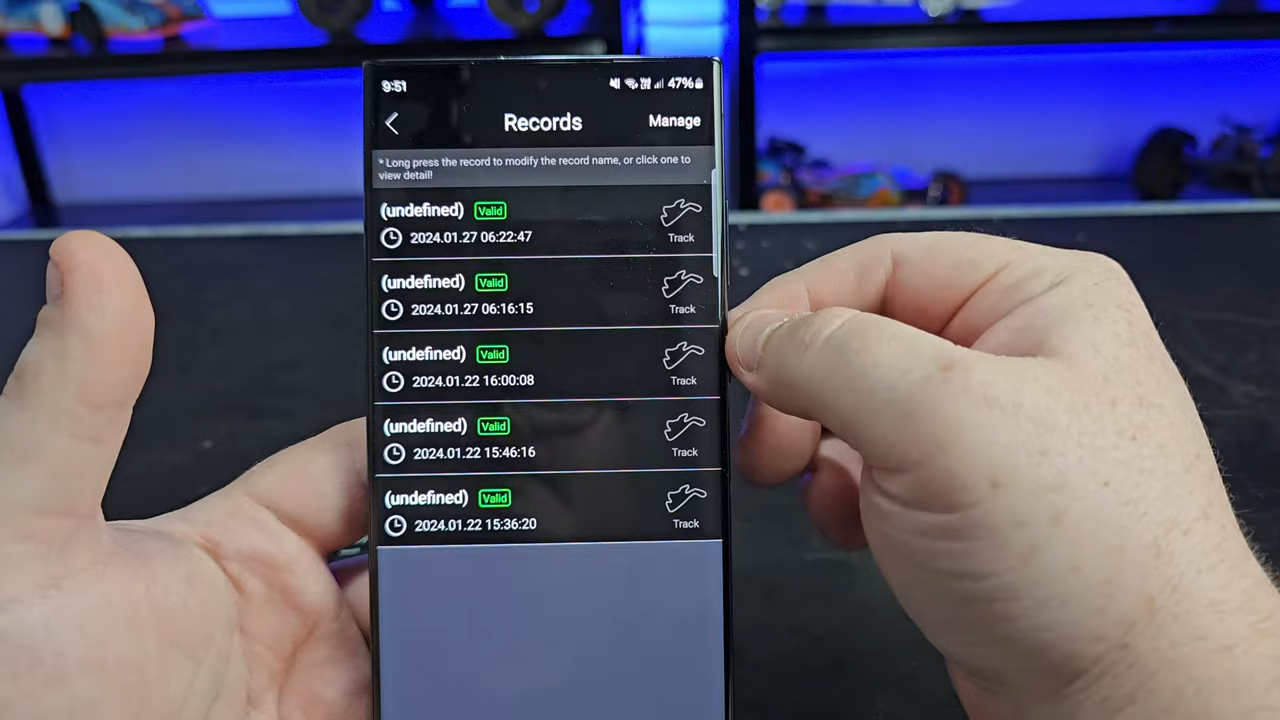 9:51
47%
Records
Manage
* Long press the record to modify the record name, or click one to
view detail!
(undefined) Valid
2024.01.27 06:22:47
Track
(undefined) Valid
2024.01.27 06:16:15
Track
(undefined) Valid
2024.01.22 16:00:08
Track
(undefined) Valid
2024.01.22 15:46:16
Track
(undefined) Valid
2024.01.22 15:36:20
Track